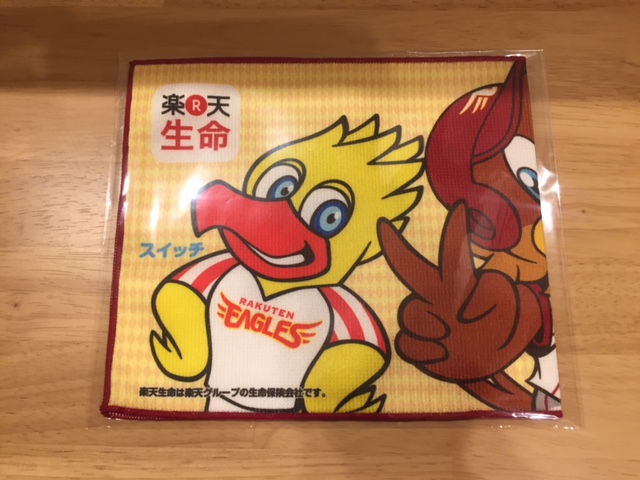 楽R天
生命
スイッチ
RAKUTEN
EAGLES
楽天生命は楽天グループの生命保険会社です。